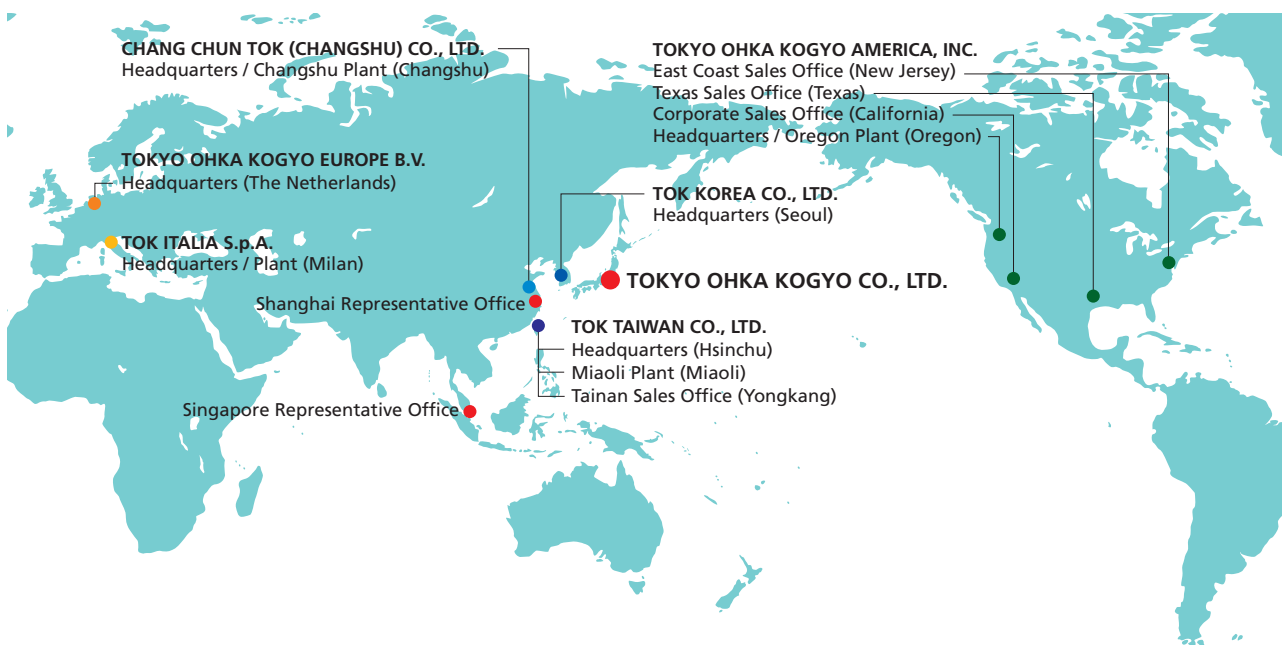 CHANG CHUN TOK (CHANGSHU) CO., LTD.
Headquarters / Changshu Plant (Changshu)
TOKYO OHKA KOGYO AMERICA, INC.
East Coast Sales Office (New Jersey)
Texas Sales Office (Texas)
Corporate Sales Office (California)
Headquarters / Oregon Plant (Oregon)
TOKYO OHKA KOGYO EUROPE B.V.
Headquarters (The Netherlands)
TOK KOREA CO., LTD.
Headquarters (Seoul)
TOK ITALIA S.p.A.
Headquarters / Plant (Milan)
TOKYO OHKA KOGYO CO., LTD.
Shanghai Representative Office
TOK TAIWAN CO., LTD.
Headquarters (Hsinchu)
Miaoli Plant (Miaoli)
Tainan Sales Office (Yongkang)
Singapore Representative Office